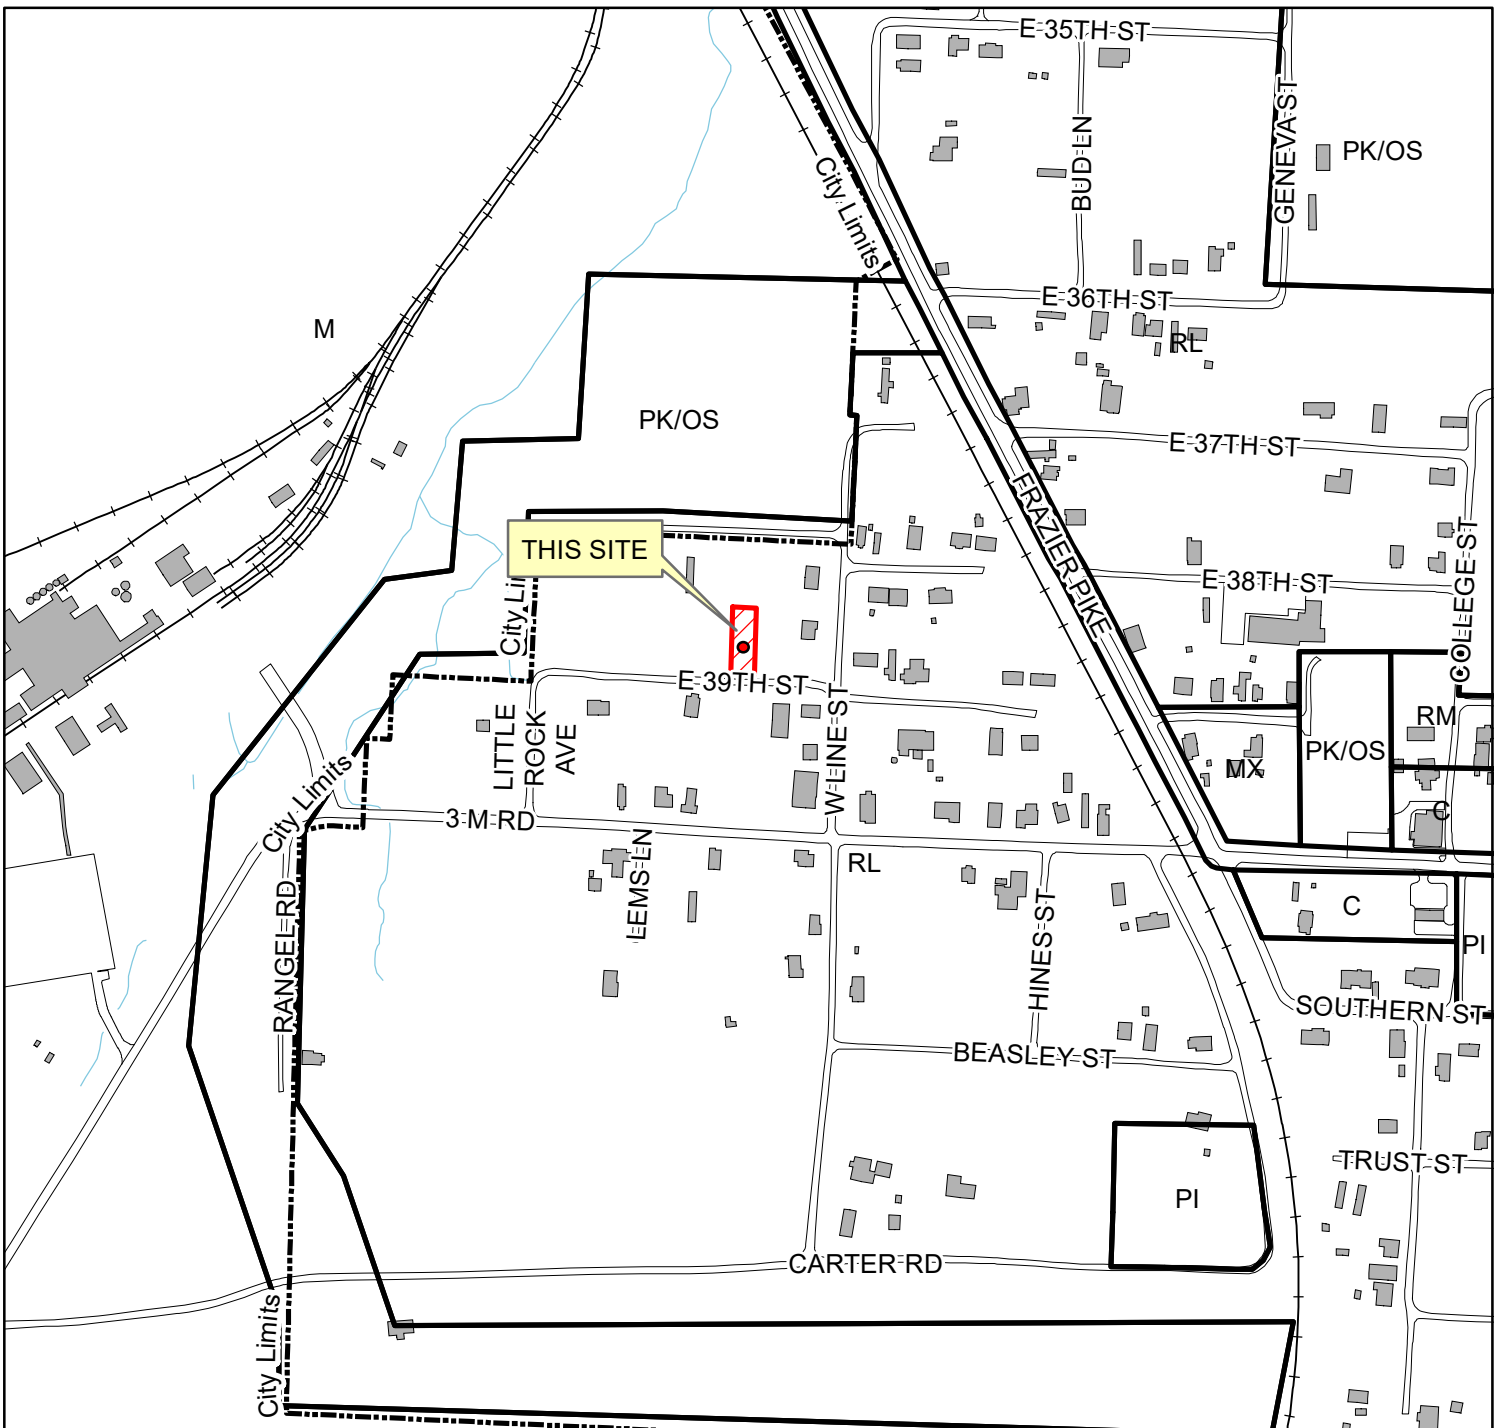 E 35TH ST
BUD LN
GENEVA ST
PK/OS
City Limits
E 36TH ST
M
RL
PK/OS
E 37TH ST
FRAZIER PIKE
THIS SITE
City Li
E 38TH ST
COLLEGE ST
E 39TH ST
LITTLE
ROCK
AVE
W LINE ST
RM
PK/OS
MX
C
City Limits
3 M RD
LEMS LN
RL
RANGEL RD
HINES ST
C
PI
SOUTHERN ST
BEASLEY ST
TRUST ST
PI
CARTER RD
City Limits